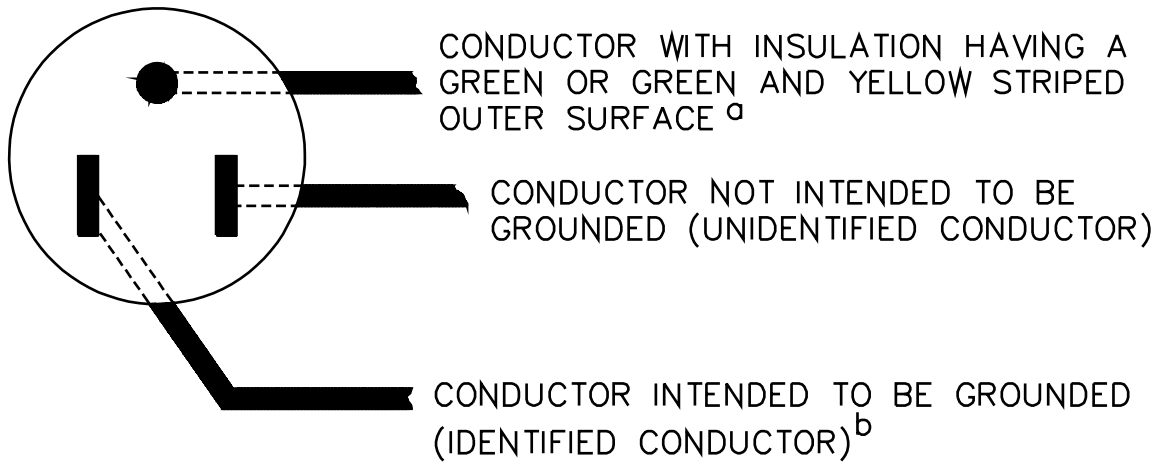 CONDUCTOR WITH INSULATION HAVING A
GREEN OR GREEN AND YELLOW STRIPED
OUTER SURFACE a
CONDUCTOR NOT INTENDED TO BE
GROUNDED (UNIDENTIFIED CONDUCTOR)
CONDUCTOR INTENDED TO BE GROUNDED
(IDENTIFIED CONDUCTOR)b